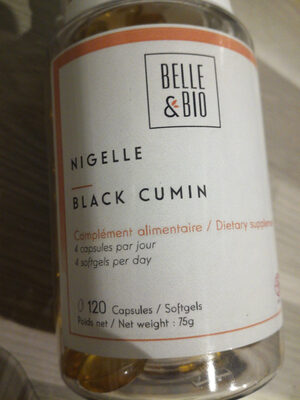 BELLE
& BIO
NIGELLE
BLACK CUMIN
Complément alimentaire / Dietary
4 capsules par jour
4 softgels per day
120 Capsules / Softgels
Poids net / Net weight : 75g